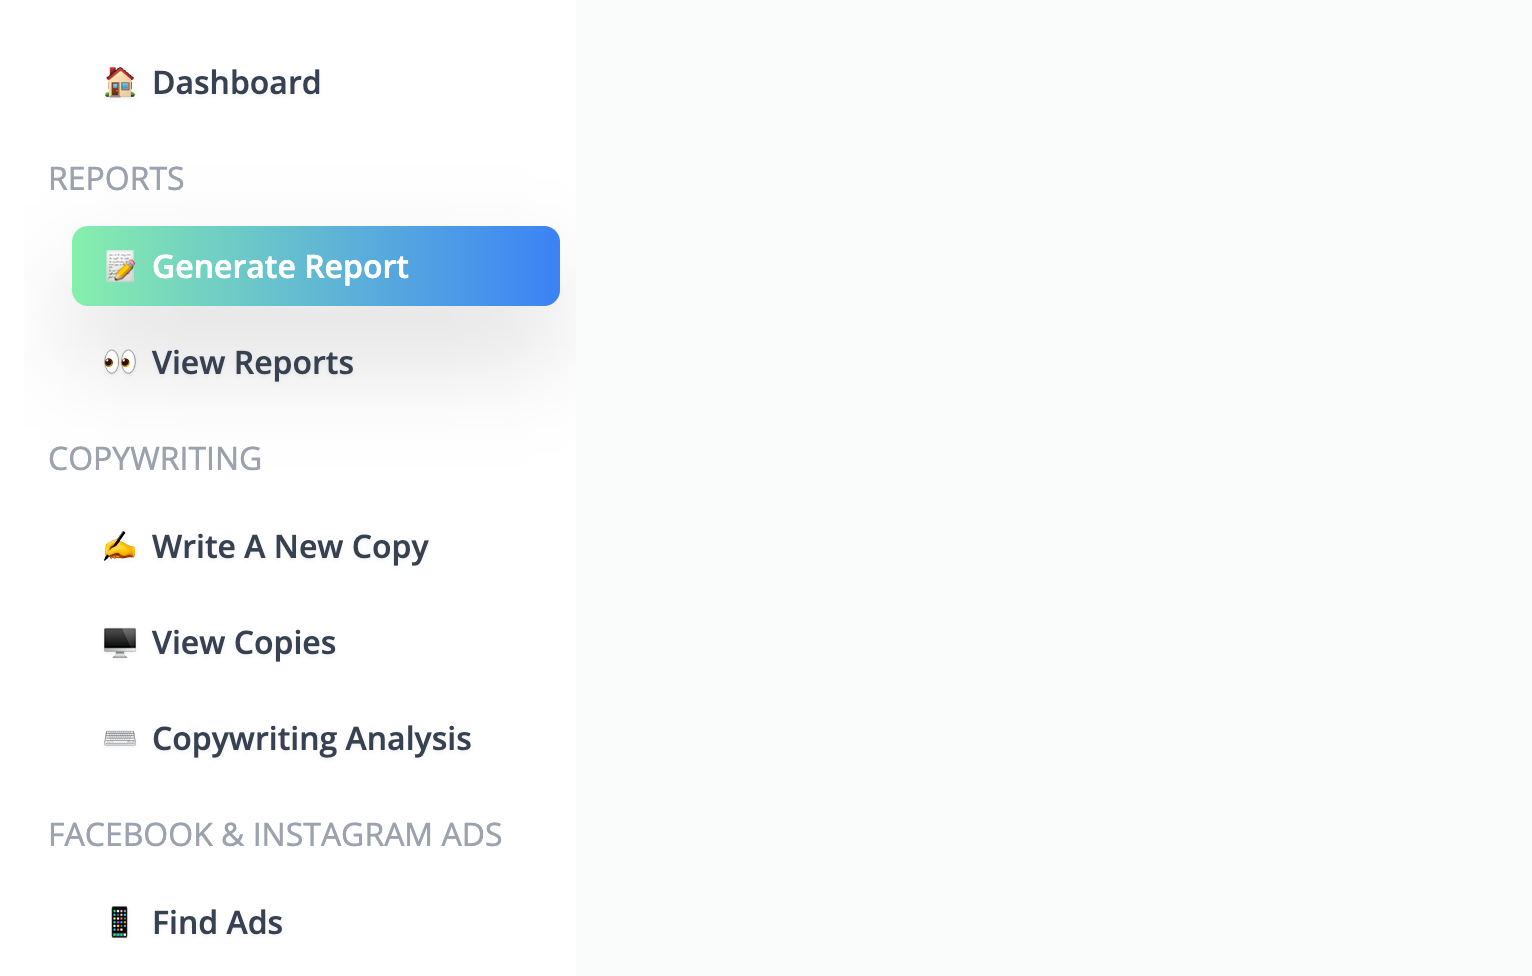 Dashboard
REPORTS
Generate Report
View Reports
COPYWRITING
Write A New Copy
View Copies
Copywriting Analysis
FACEBOOK & INSTAGRAM ADS
Find Ads